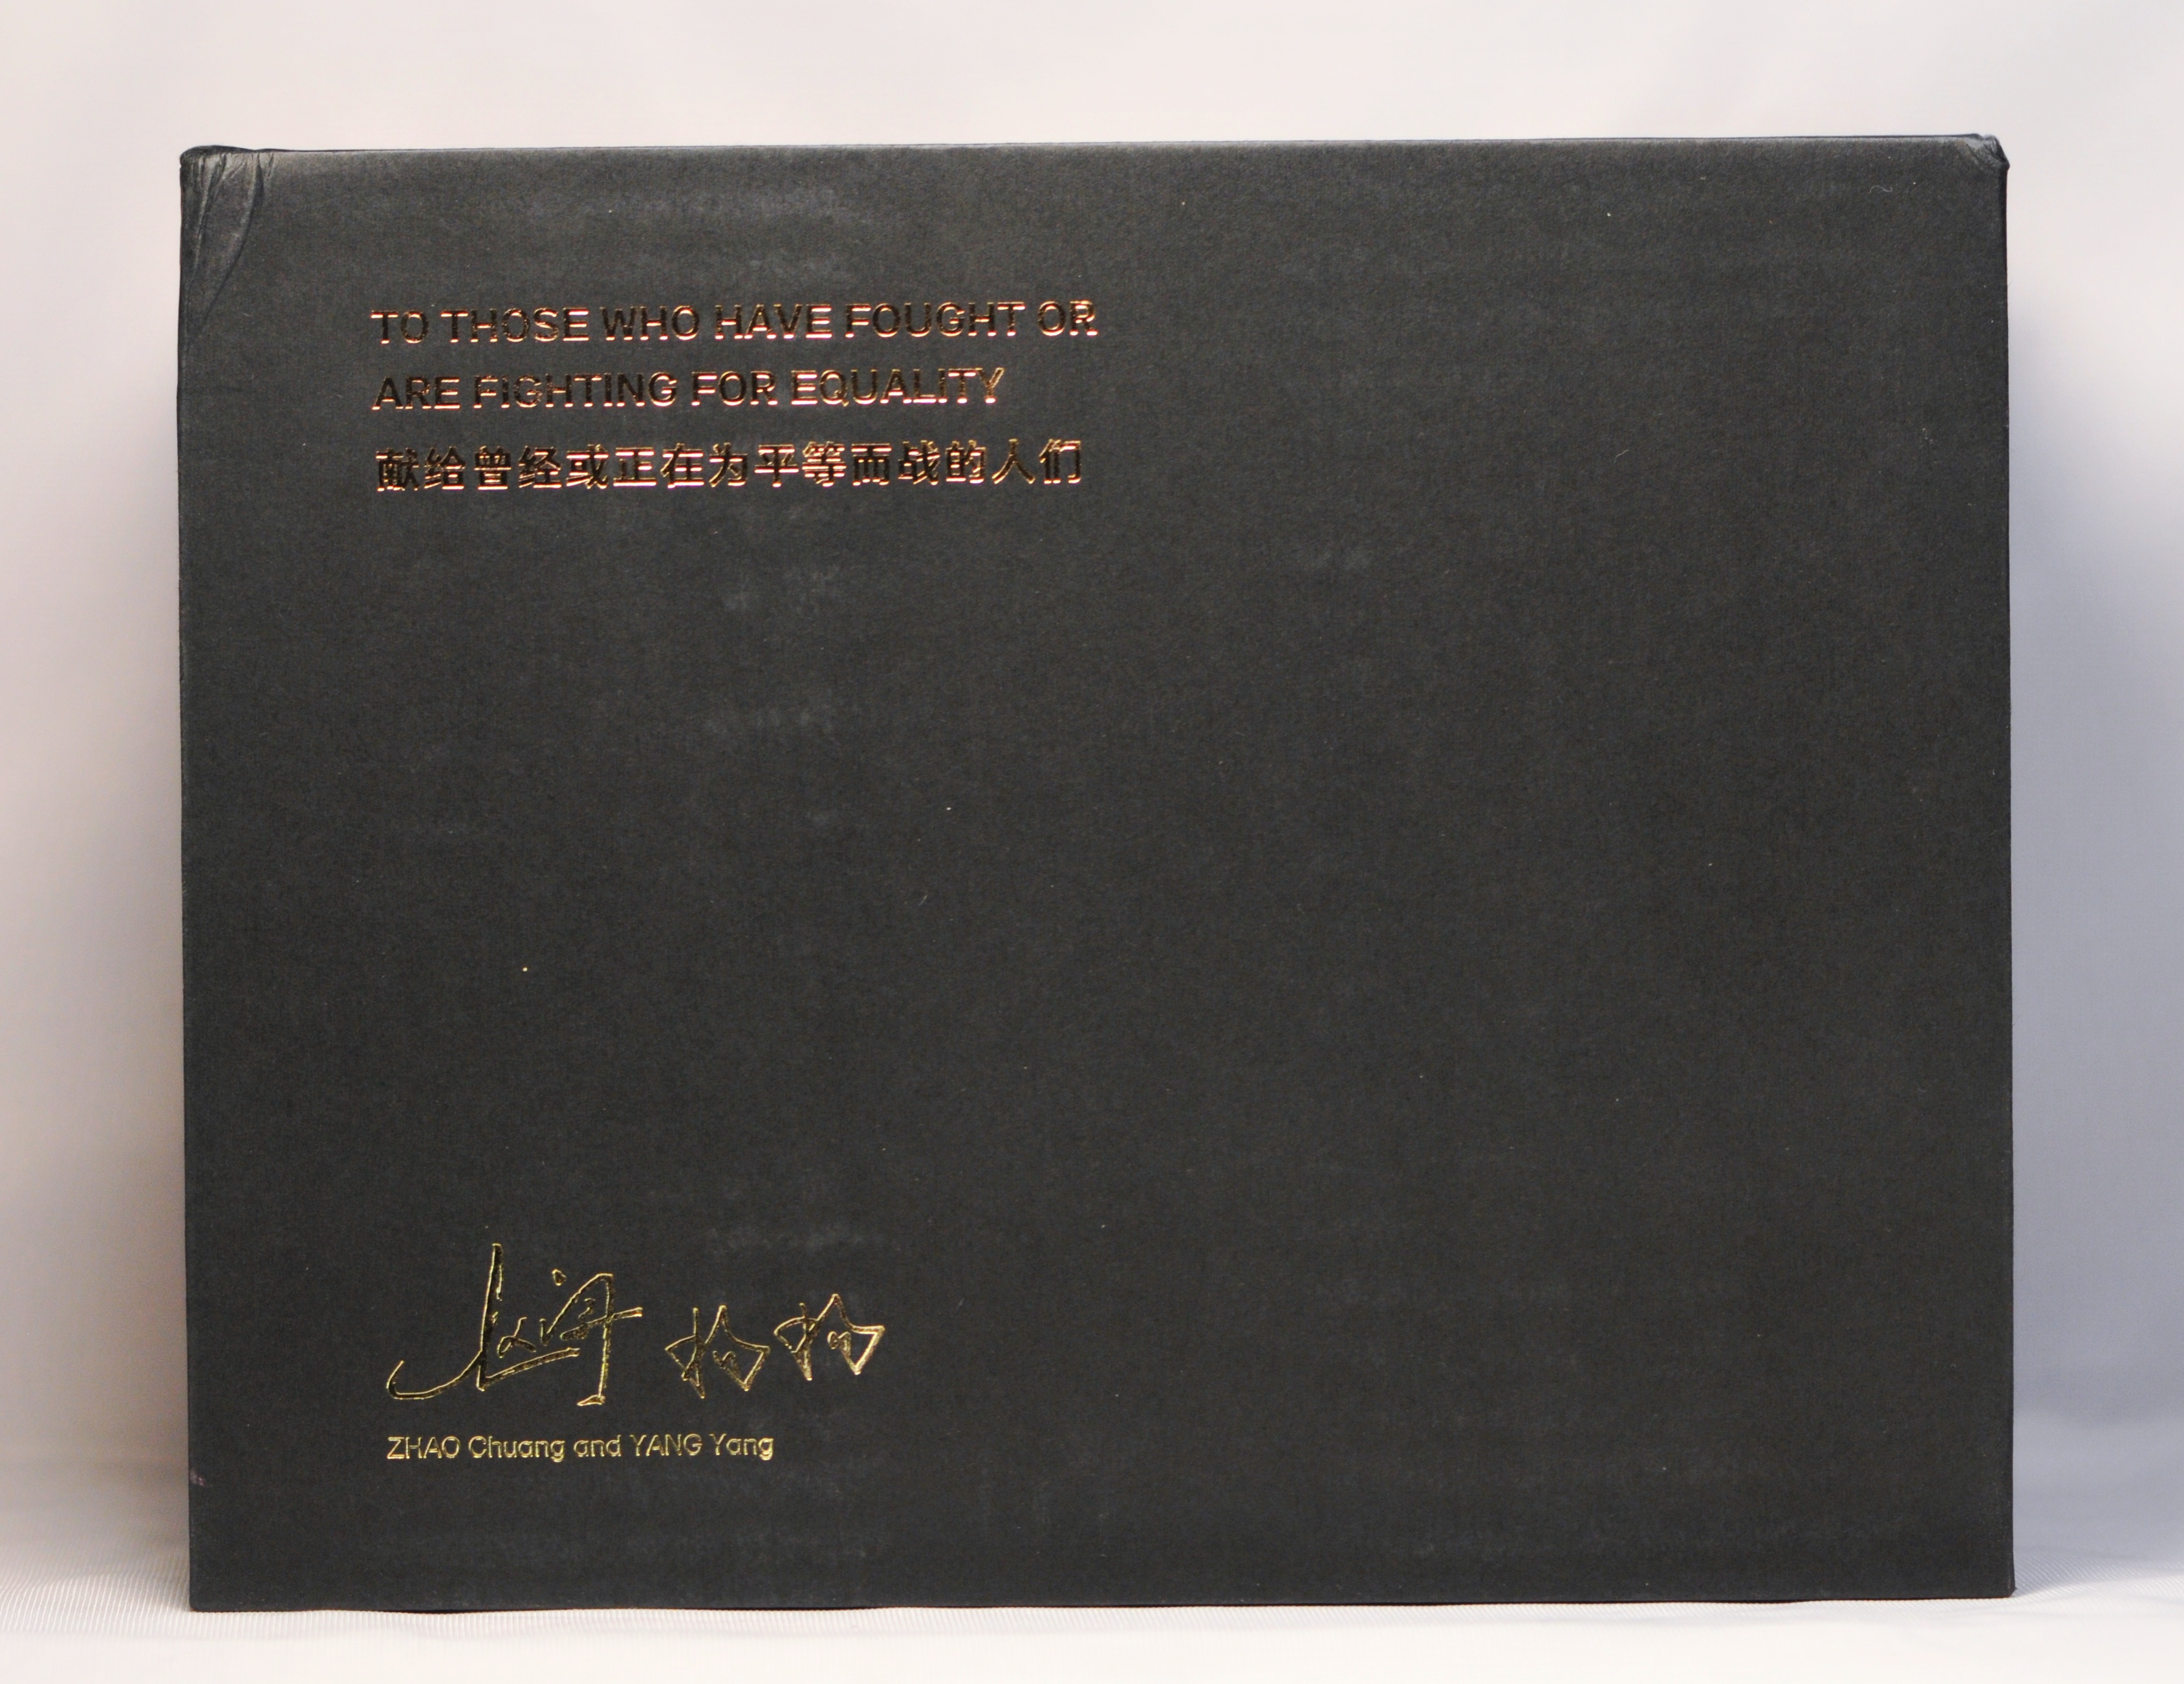 TO THOSE WHO HAVE FOUGHT OR
ARE FIGHTING FOR EQUALITY
献给曾经或正在为平等而战的人们
ZHAO Chuang and YANG Yang